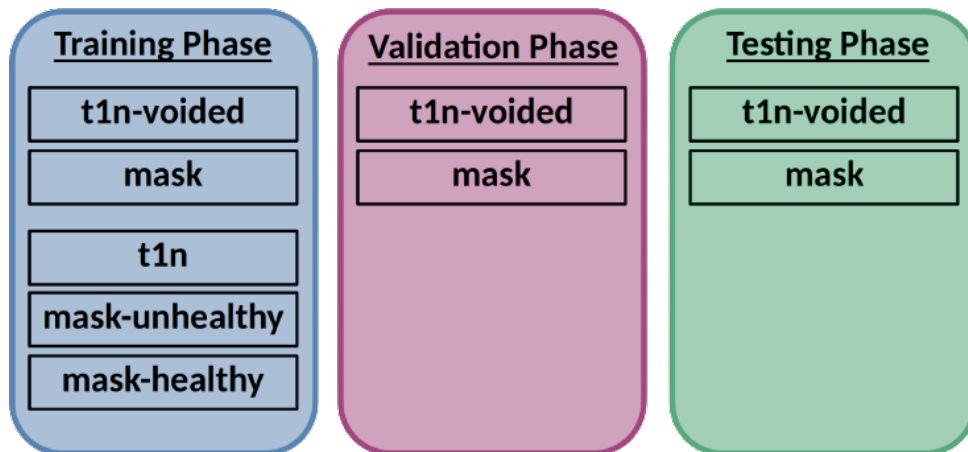 Training Phase
t1n-voided
mask
t1n
mask-unhealthy
mask-healthy
Validation Phase
t1n-voided
mask
Testing Phase
t1n-voided
mask